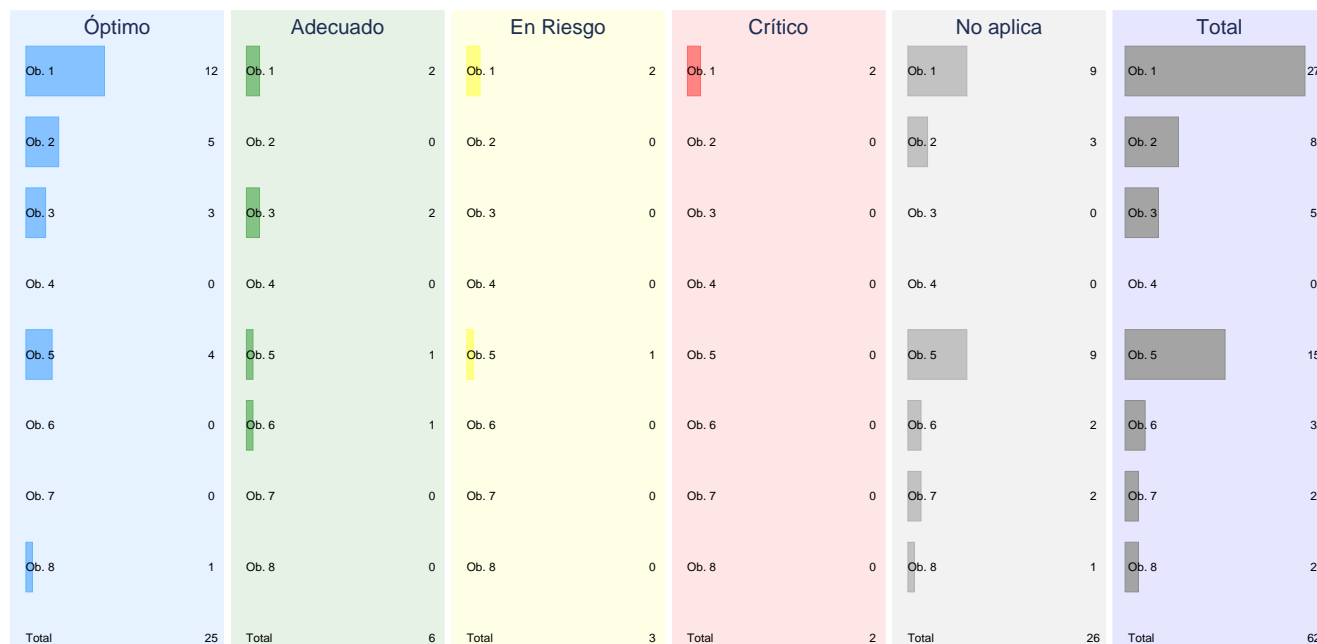 Óptimo Adecuado En Riesgo Crítico No aplica Total
Ob. 1 12 Ob. 1 2 Ob. 1 2 Ob. 1 2 Ob. 1 9 Ob. 1 27
Ob. 2 5 Ob. 2 0 Ob. 2 0 Ob. 2 0 Ob. 2 3 Ob. 2 8
Ob. 3 3 Ob. 3 2 Ob. 3 0 Ob. 3 0 Ob. 3 0 Ob. 3 5
Ob. 4 0 Ob. 4 0 Ob. 4 0 Ob. 4 0 Ob. 4 0 Ob. 4 0
Ob. 5 4 Ob. 5 1 Ob. 5 1 Ob. 5 0 Ob. 5 9 Ob. 5 15
Ob. 6 0 Ob. 6 1 Ob. 6 0 Ob. 6 0 Ob. 6 2 Ob. 6 3
Ob. 7 0 Ob. 7 0 Ob. 7 0 Ob. 7 0 Ob. 7 2 Ob. 7 2
Ob. 8 1 Ob. 8 0 Ob. 8 0 Ob. 8 0 Ob. 8 1 Ob. 8 2
Total 25 Total 6 Total 3 Total 2 Total 26 Total 62